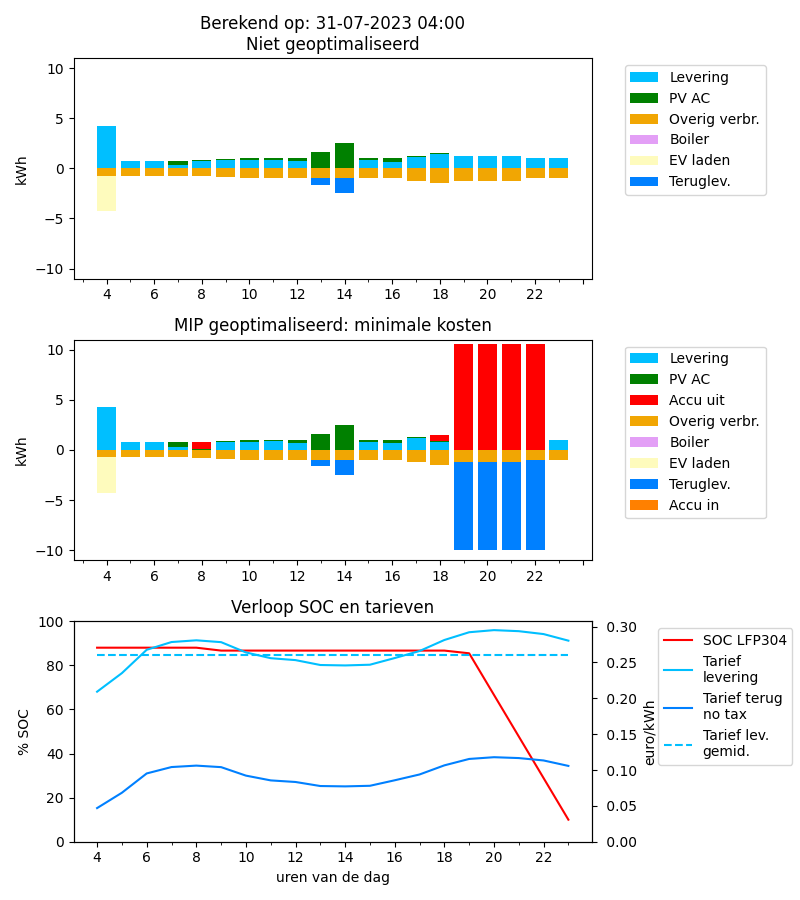 Berekend op: 31-07-2023 04:00
Niet geoptimaliseerd
10
5
0
−5
−10
kWh
4
6
8
10
12
14
16
18
20
22
Levering
PV AC
Overig verbr.
Boiler
EV laden
Teruglev.
MIP geoptimaliseerd: minimale kosten
10
5
0
−5
−10
kWh
4
6
8
10
12
14
16
18
20
22
Levering
PV AC
Accu uit
Overig verbr.
Boiler
EV laden
Teruglev.
Accu in
Verloop SOC en tarieven
100
80
60
40
20
0
% SOC
4
6
8
10
12
14
16
18
20
22
uren van de dag
0.30
0.25
0.20
0.15
0.10
0.05
0.00
euro/kWh
SOC LFP304
Tarief
levering
Tarief terug
no tax
Tarief lev.
gemid.